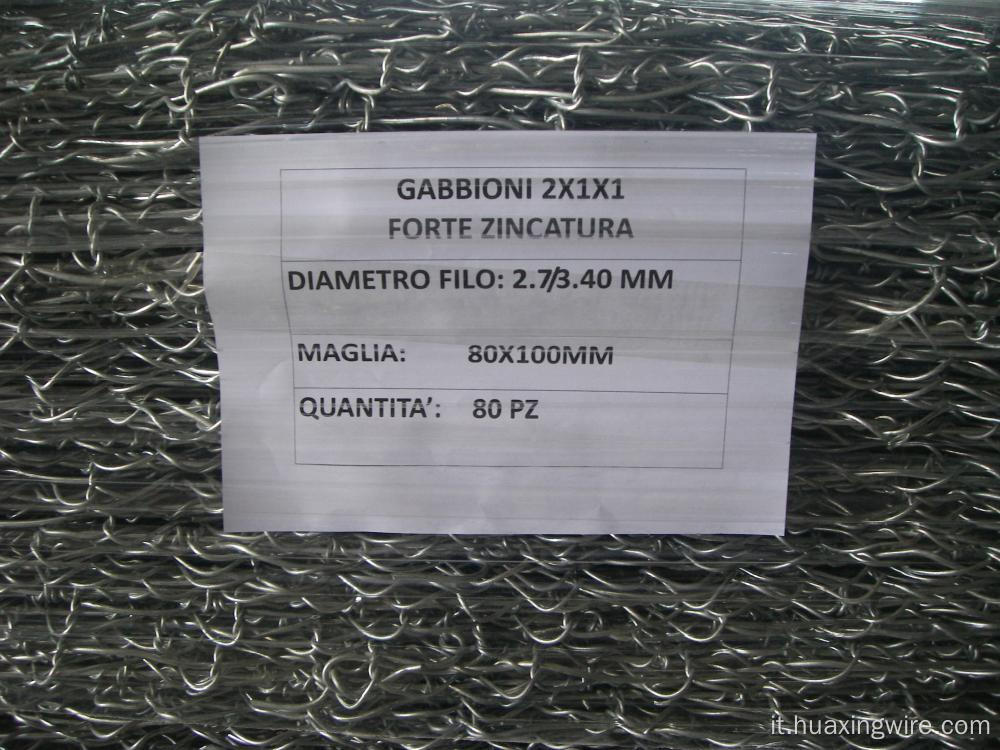 GABBIONI 2X1X1
FORTE ZINCATURA
DIAMETRO FILO: 2.7/3.40 MM
MAGLIA: 80X100MM
QUANTITA’: 80 PZ
it.huaxingwire.com